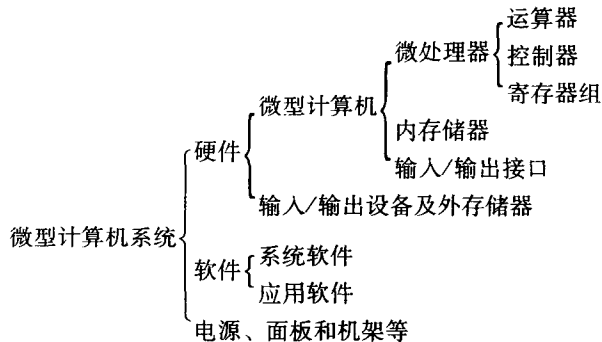 运算器
微处理器
控制器
寄存器组
微型计算机
内存储器
硬件
输入/输出接口
输入/输出设备及外存储器
微型计算机系统
系统软件
软件
应用软件
电源、面板和机架等